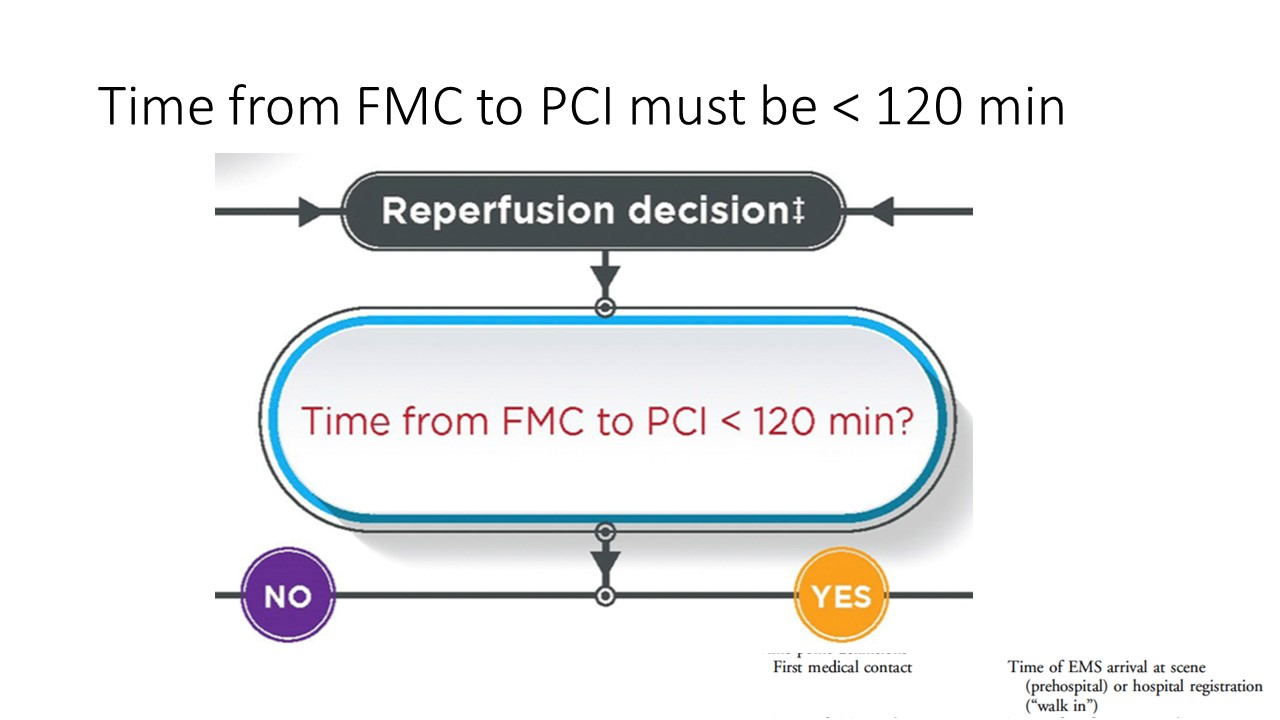 Time from FMC to PCI must be < 120 min
Reperfusion decision‡
Time from FMC to PCI < 120 min?
NO
YES
First medical contact
Time of EMS arrival at scene
(prehospital) or hospital registration
(“walk in”)